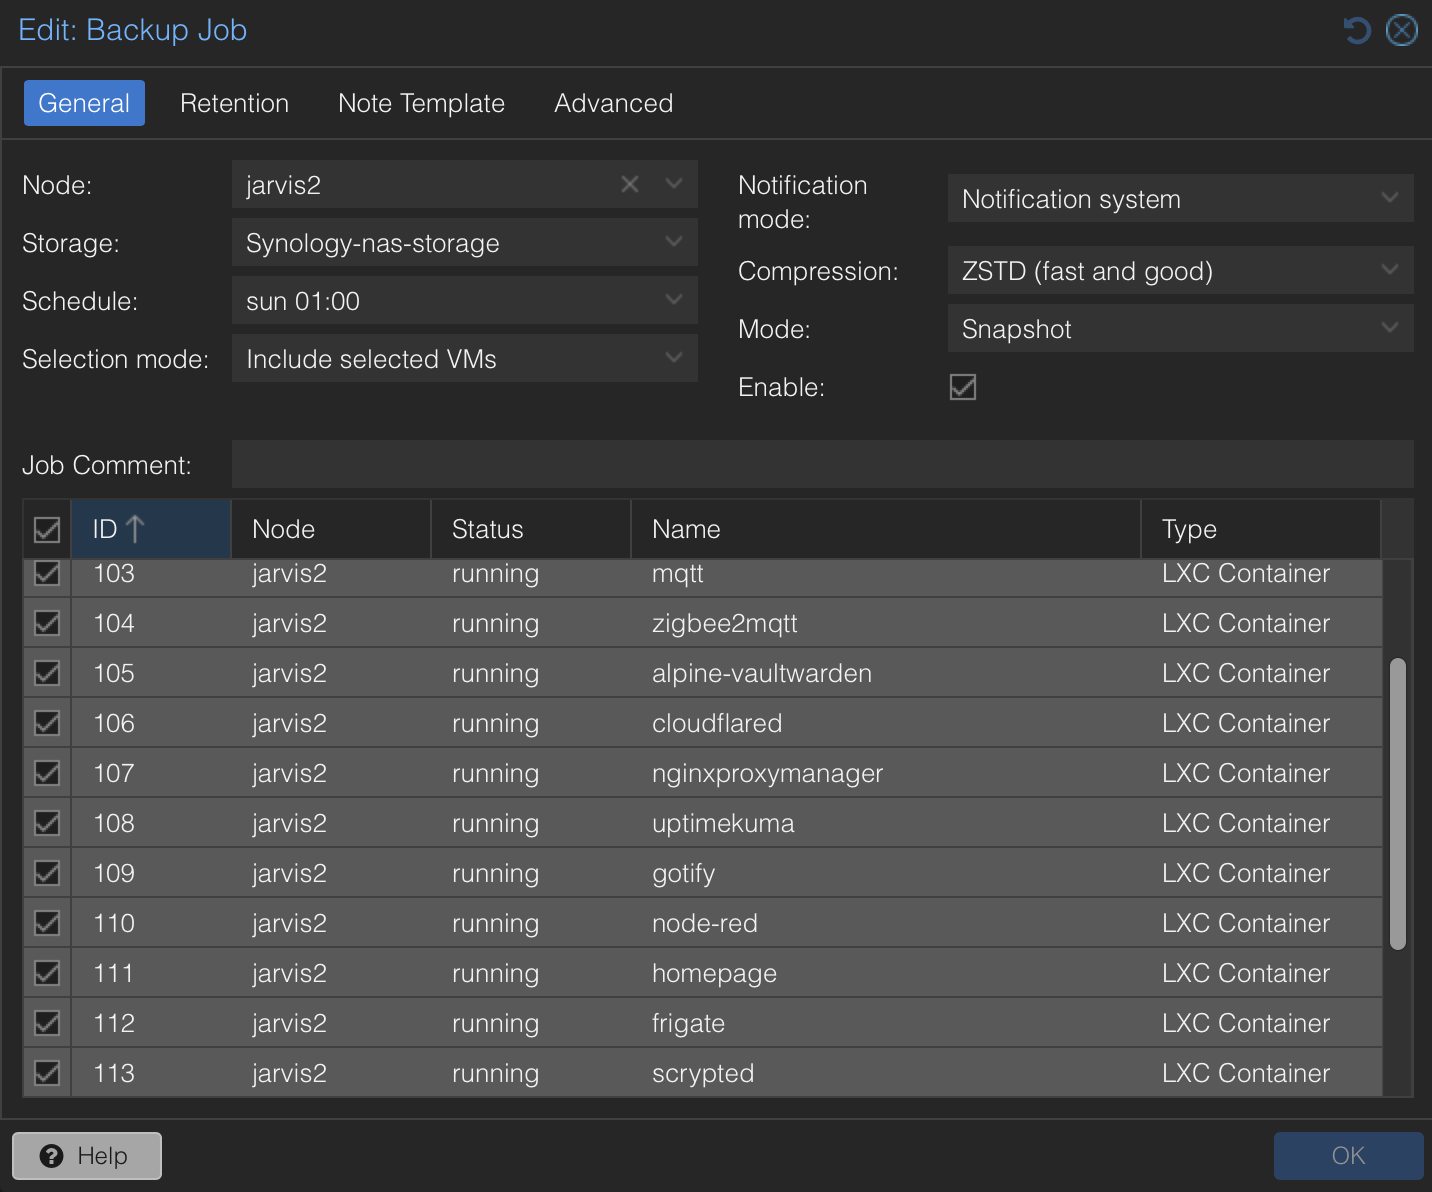 Edit: Backup Job
General Retention Note Template Advanced
Node: jarvis2
Storage: Synology-nas-storage
Schedule: sun 01:00
Selection mode: Include selected VMs
Notification mode: Notification system
Compression: ZSTD (fast and good)
Mode: Snapshot
Enable:
Job Comment:
ID Node Status Name Type
103 jarvis2 running mqtt LXC Container
104 jarvis2 running zigbee2mqtt LXC Container
105 jarvis2 running alpine-vaultwarden LXC Container
106 jarvis2 running cloudflared LXC Container
107 jarvis2 running nginxproxymanager LXC Container
108 jarvis2 running uptimekuma LXC Container
109 jarvis2 running gotify LXC Container
110 jarvis2 running node-red LXC Container
111 jarvis2 running homepage LXC Container
112 jarvis2 running frigate LXC Container
113 jarvis2 running scrypted LXC Container
Help OK